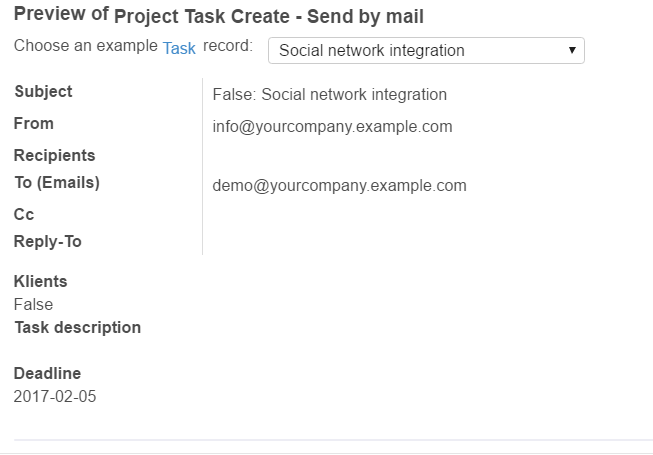 Preview of Project Task Create - Send by mail
Choose an example Task record: Social network integration
Subject False: Social network integration
From info@yourcompany.example.com
Recipients
To (Emails) demo@yourcompany.example.com
Cc
Reply-To
Klients
False
Task description
Deadline
2017-02-05